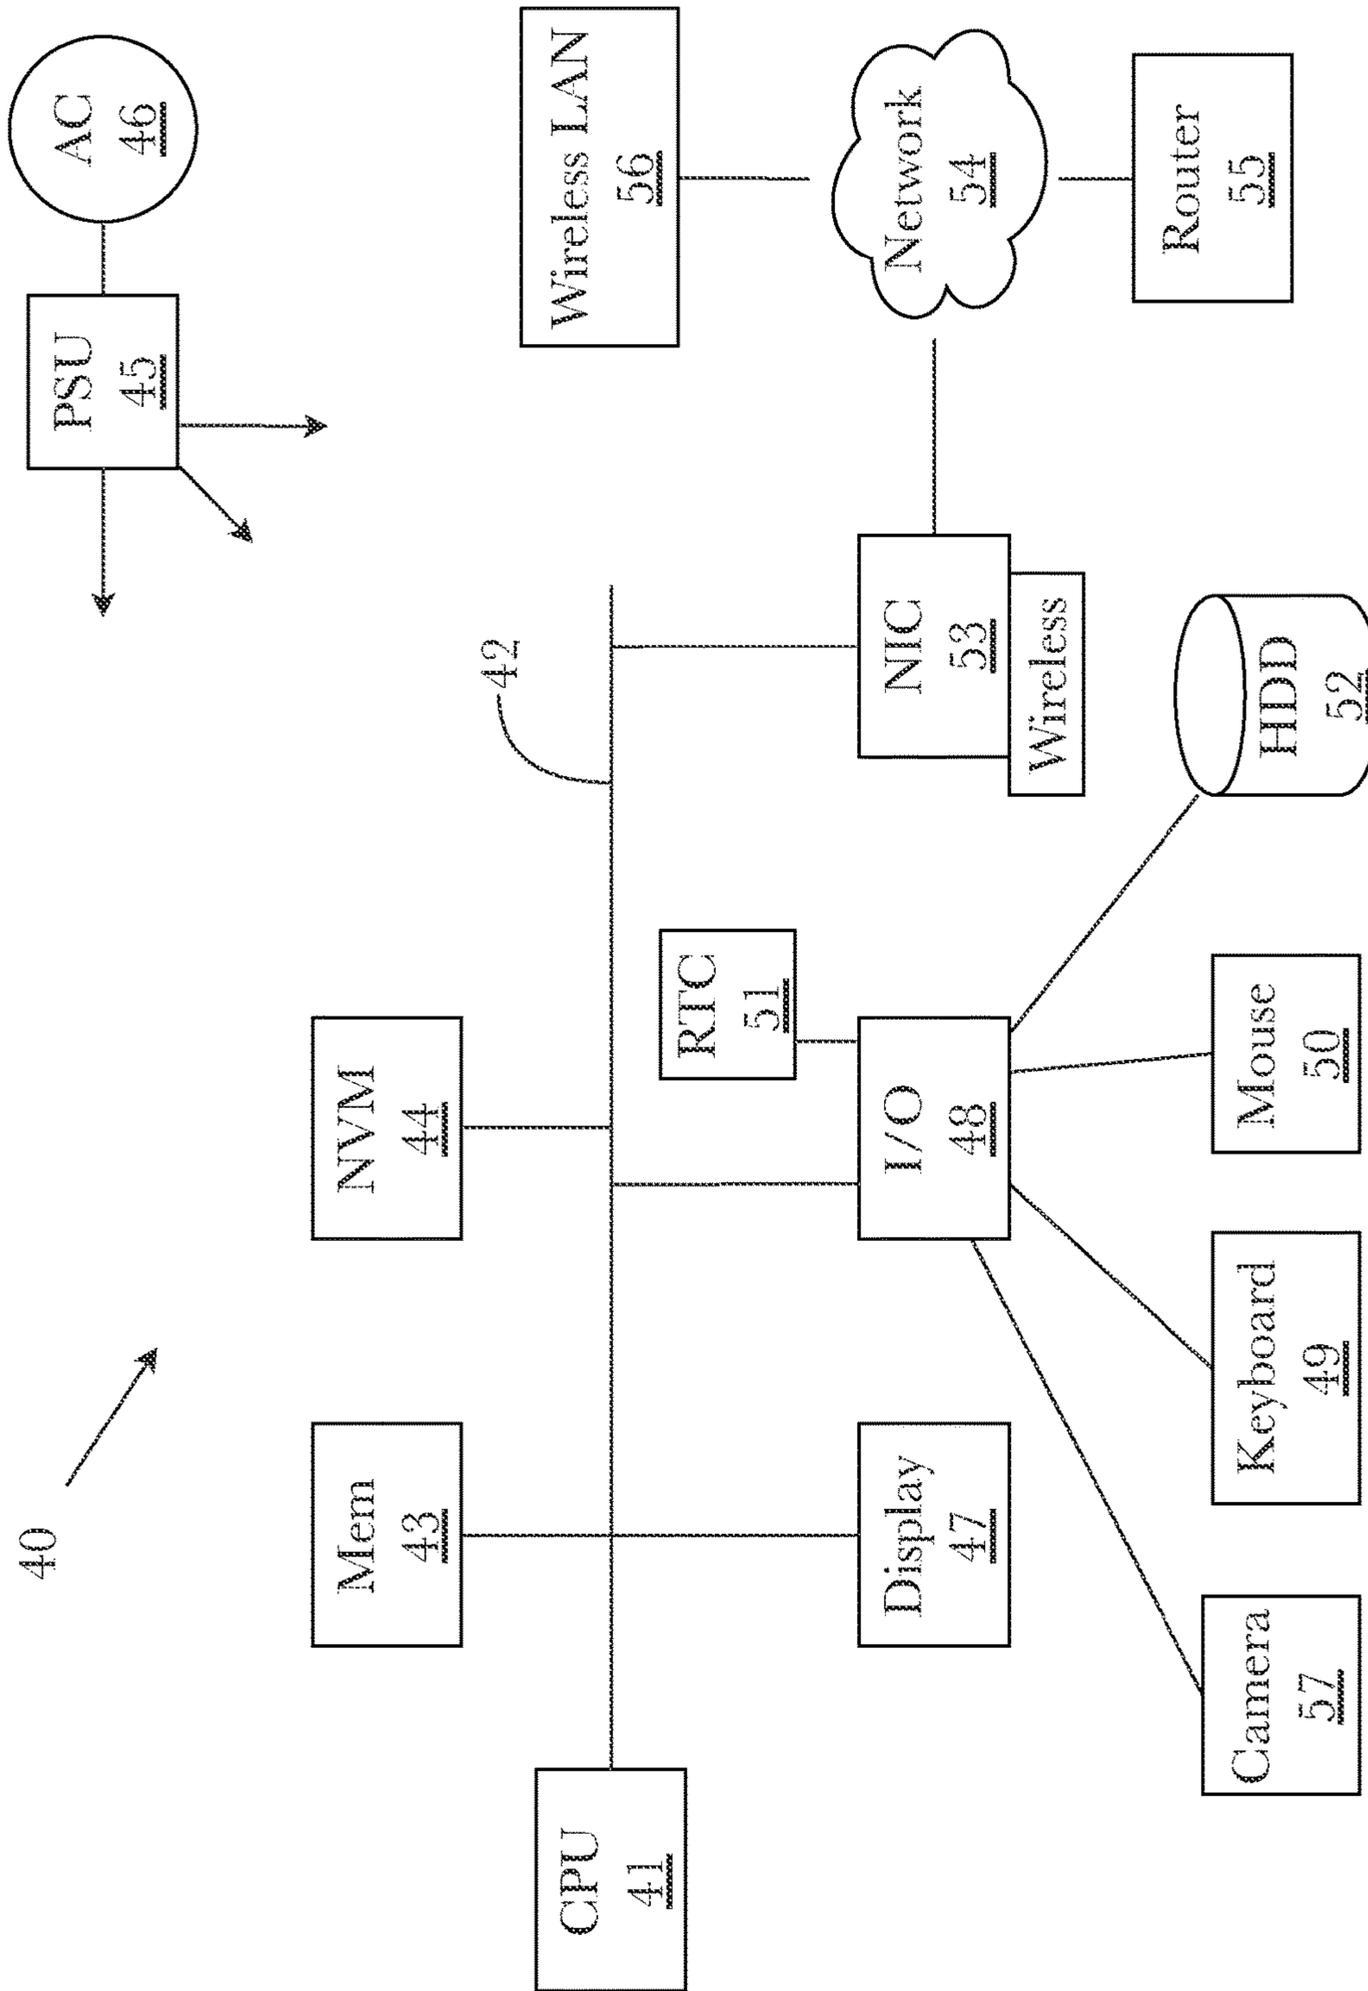 40
PSU
45
AC
46
Mem
43
NVM
44
42
CPU
41
Wireless LAN
56
RTC
51
Display
47
I/O
48
NIC
53
Wireless
Network
54
Camera
57
Keyboard
49
Mouse
50
HDD
52
Router
55